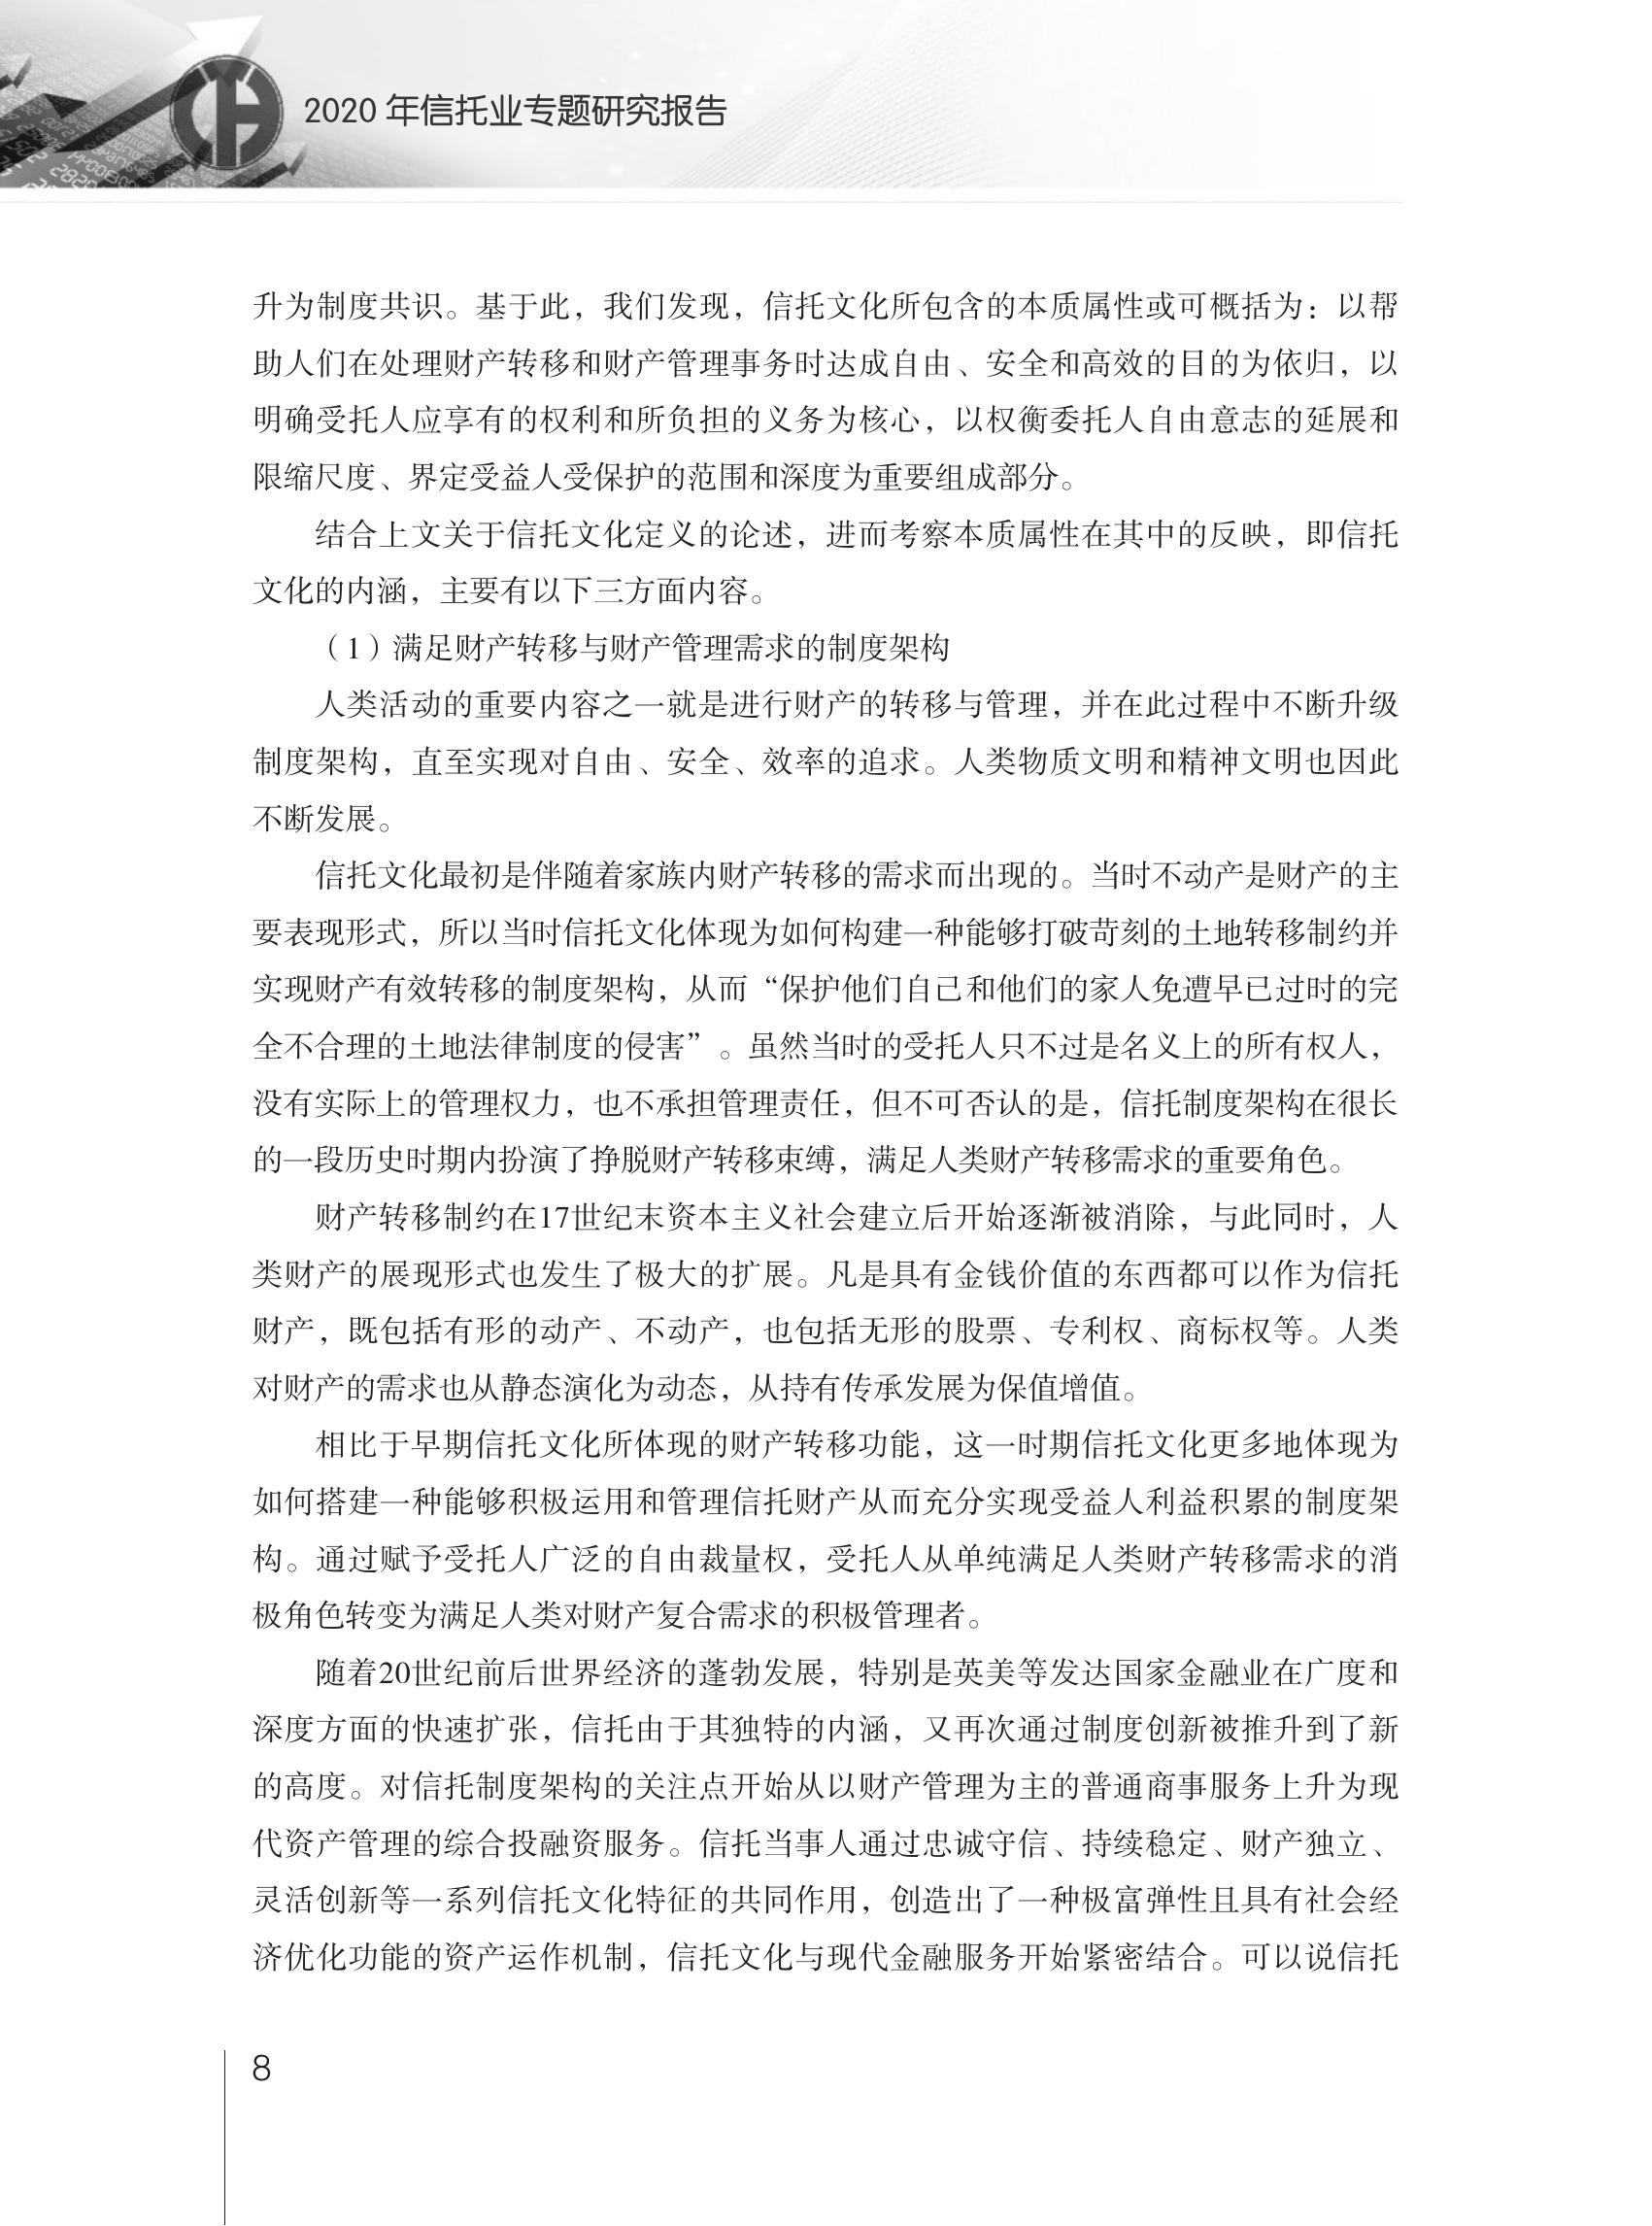 2020 年信托业专题研究报告
升为制度共识。基于此，我们发现，信托文化所包含的本质属性或可概括为：以帮
助人们在处理财产转移和财产管理事务时达成自由、安全和高效的目的为依归，以
明确受托人应享有的权利和所负担的义务为核心，以权衡委托人自由意志的延展和
限缩尺度、界定受益人受保护的范围和深度为重要组成部分。
结合上文关于信托文化定义的论述，进而考察本质属性在其中的反映，即信托
文化的内涵，主要有以下三方面内容。
（1）满足财产转移与财产管理需求的制度架构
人类活动的重要内容之一就是进行财产的转移与管理，并在此过程中不断升级
制度架构，直至实现对自由、安全、效率的追求。人类物质文明和精神文明也因此
不断发展。
信托文化最初是伴随着家族内财产转移的需求而出现的。当时不动产是财产的主
要表现形式，所以当时信托文化体现为如何构建一种能够打破苛刻的土地转移制约并
实现财产有效转移的制度架构，从而“保护他们自己和他们的家人免遭早已过时的完
全不合理的土地法律制度的侵害”。虽然当时的受托人只不过是名义上的所有权人，
没有实际上的管理权力，也不承担管理责任，但不可否认的是，信托制度架构在很长
的一段历史时期内扮演了挣脱财产转移束缚，满足人类财产转移需求的重要角色。
财产转移制约在17世纪末资本主义社会建立后开始逐渐被消除，与此同时，人
类财产的展现形式也发生了极大的扩展。凡是具有金钱价值的东西都可以作为信托
财产，既包括有形的动产、不动产，也包括无形的股票、专利权、商标权等。人类
对财产的需求也从静态演化为动态，从持有传承发展为保值增值。
相比于早期信托文化所体现的财产转移功能，这一时期信托文化更多地体现为
如何搭建一种能够积极运用和管理信托财产从而充分实现受益人利益积累的制度架
构。通过赋予受托人广泛的自由裁量权，受托人从单纯满足人类财产转移需求的消
极角色转变为满足人类对财产复合需求的积极管理者。
随着20世纪前后世界经济的蓬勃发展，特别是英美等发达国家金融业在广度和
深度方面的快速扩张，信托由于其独特的内涵，又再次通过制度创新被推升到了新
的高度。对信托制度架构的关注点开始从以财产管理为主的普通商事服务上升为现
代资产管理的综合投融资服务。信托当事人通过忠诚守信、持续稳定、财产独立、
灵活创新等一系列信托文化特征的共同作用，创造出了一种极富弹性且具有社会经
济优化功能的资产运作机制，信托文化与现代金融服务开始紧密结合。可以说信托
8